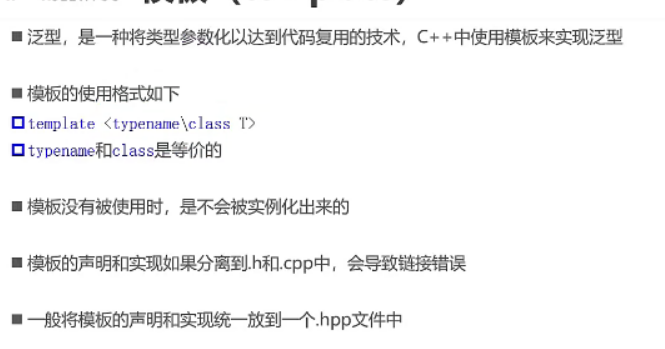 ■ 泛型，是一种将类型参数化以达到代码复用的技术，C++中使用模板来实现泛型
■ 模板的使用格式如下
template <typename\class T>
typename和class是等价的
■ 模板没有被使用时，是不会被实例化出来的
■ 模板的声明和实现如果分离到.h和.cpp中，会导致链接错误
■ 一般将模板的声明和实现统一放到一个.hpp文件中